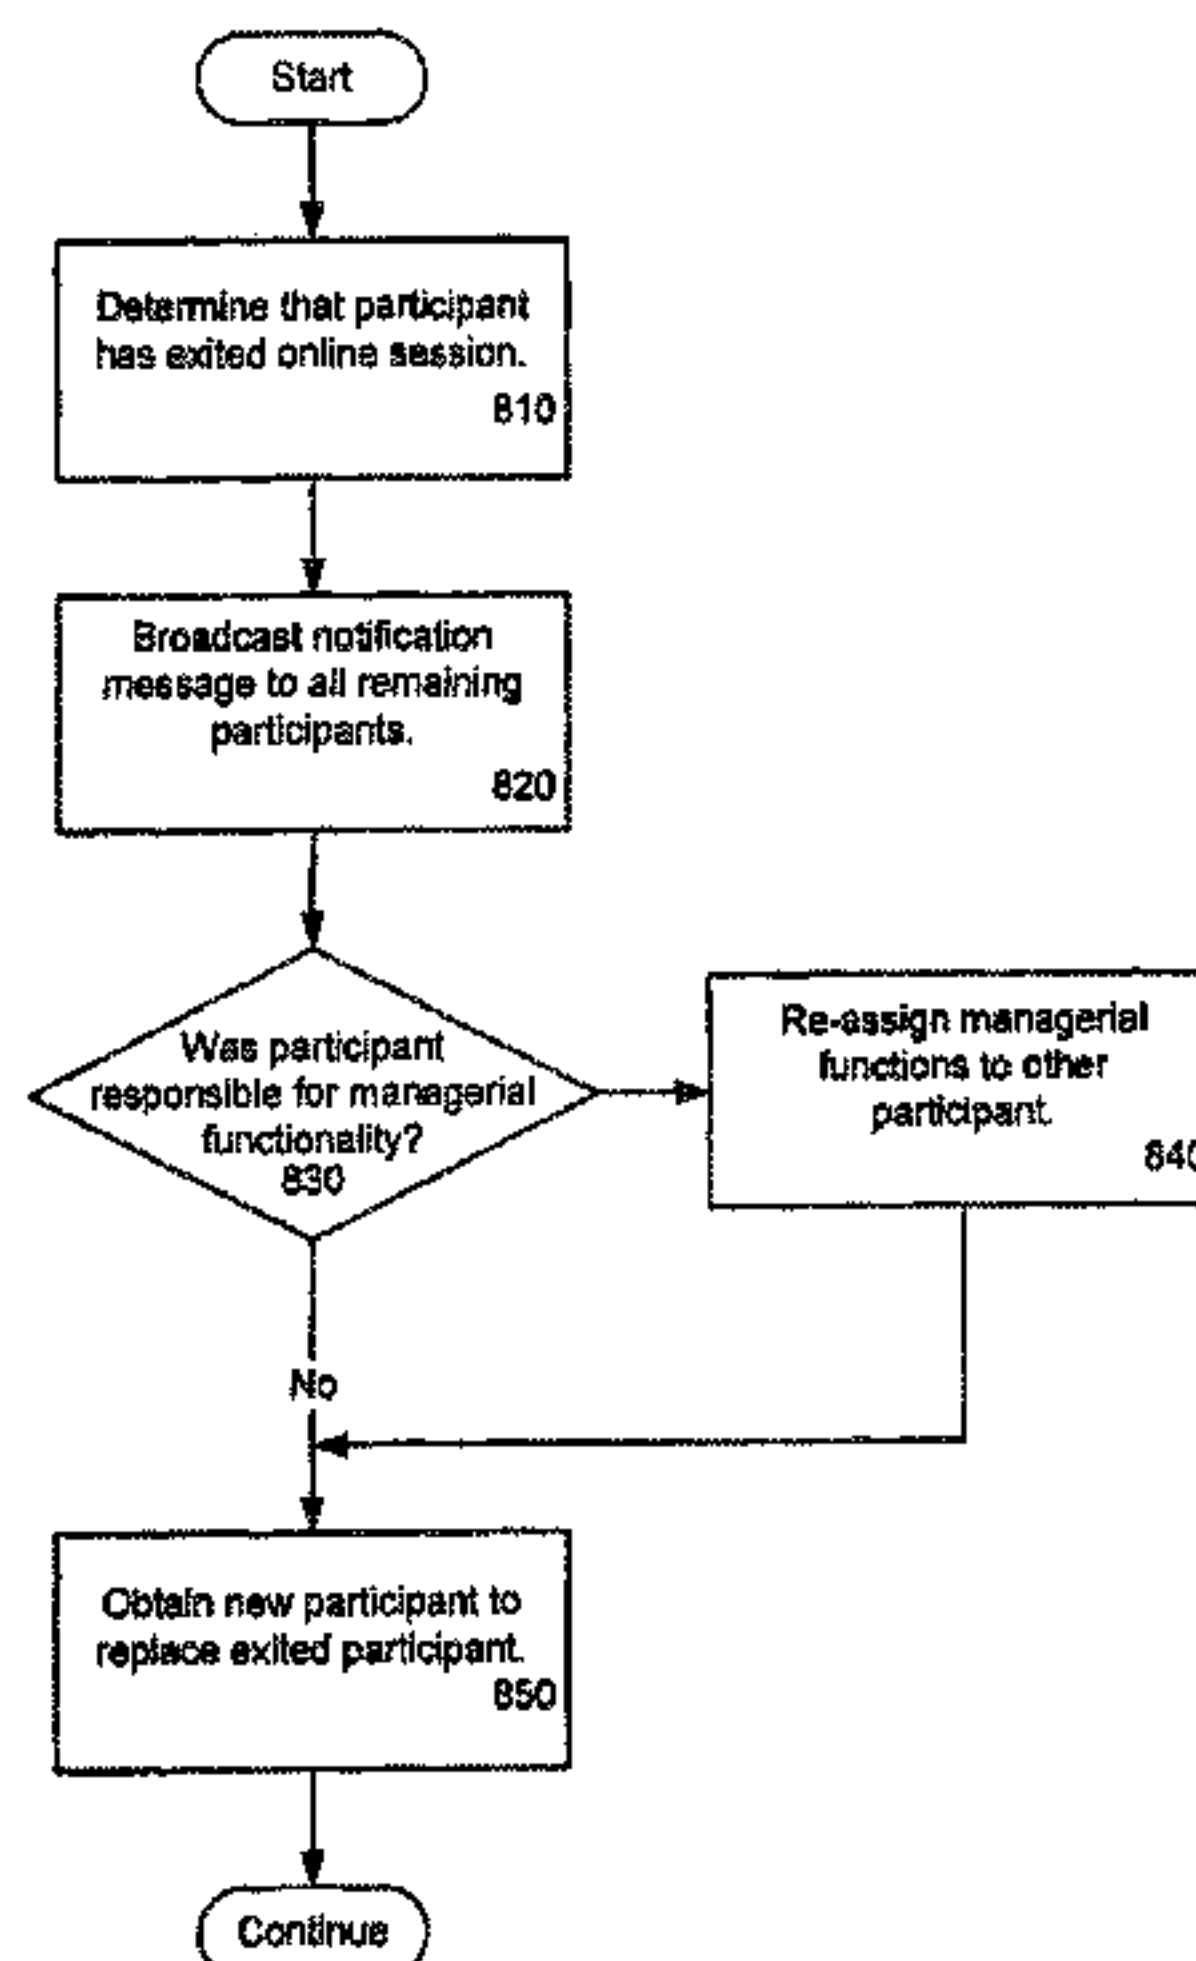 Start
Determine that participant
has exited online session.
810
Broadcast notification
message to all remaining
participants.
820
Was participant
responsible for managerial
functionality?
830
Re-assign managerial
functions to other
participant.
840
No
Obtain new participant to
replace exited participant.
850
Continue